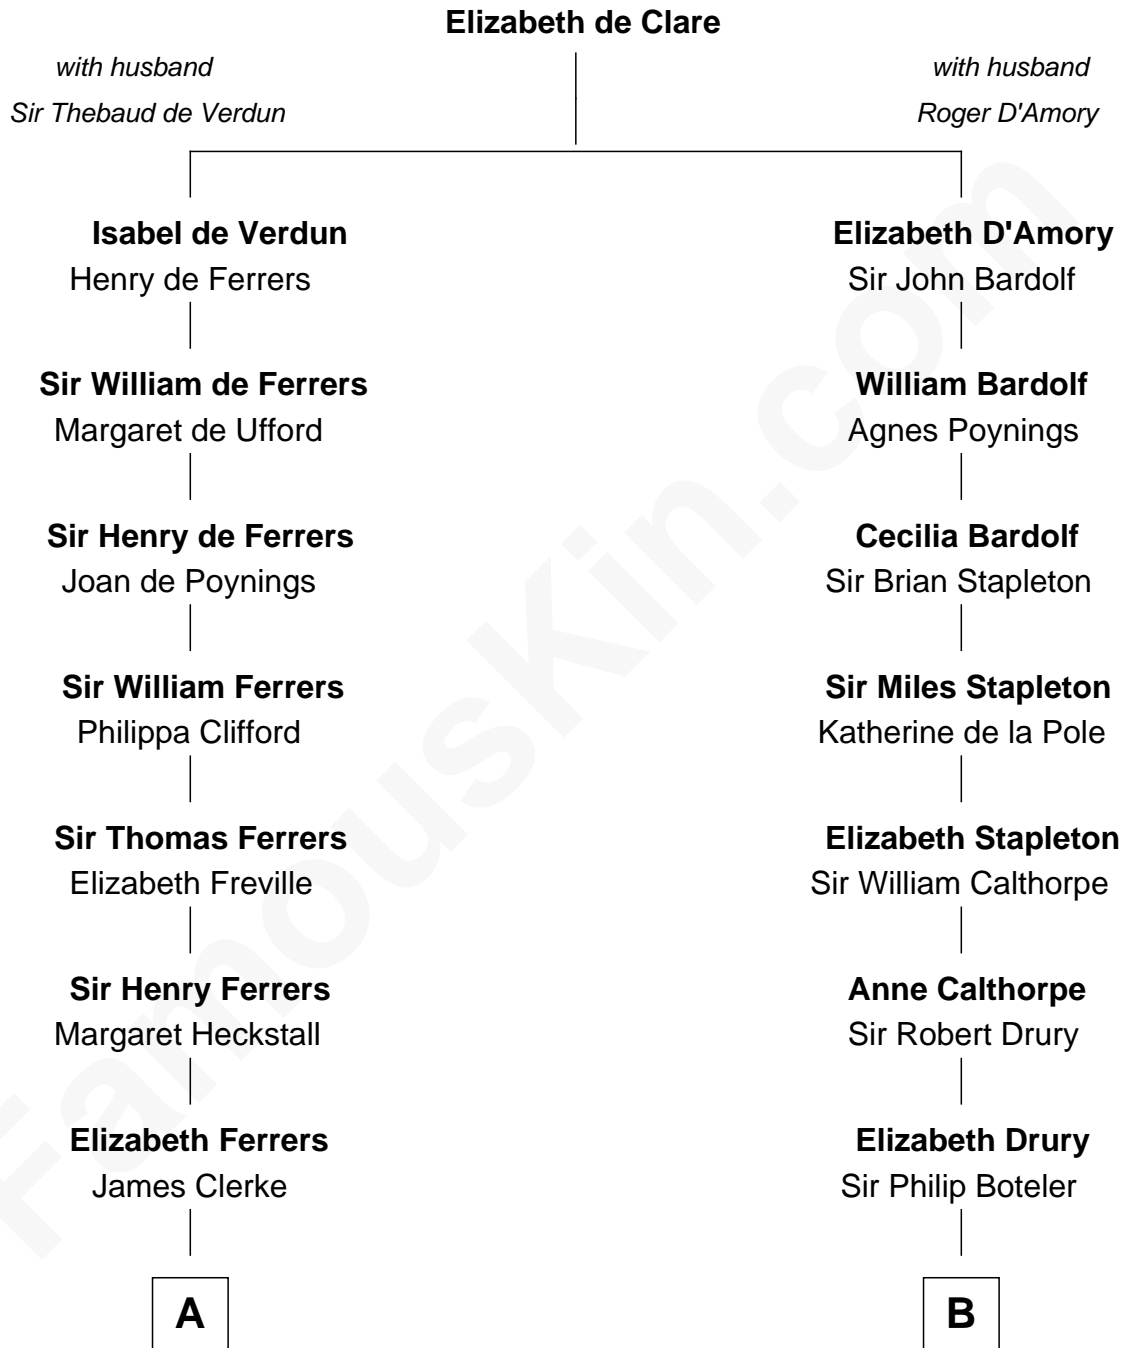 Elizabeth de Clare
with husband
Sir Thebaud de Verdun
with husband
Roger D'Amory
Isabel de Verdun
Henry de Ferrers
Elizabeth D'Amory
Sir John Bardolf
Sir William de Ferrers
Margaret de Ufford
William Bardolf
Agnes Poynings
Sir Henry de Ferrers
Joan de Poynings
Cecilia Bardolf
Sir Brian Stapleton
Sir William Ferrers
Philippa Clifford
Sir Miles Stapleton
Katherine de la Pole
Sir Thomas Ferrers
Elizabeth Freville
Elizabeth Stapleton
Sir William Calthorpe
Sir Henry Ferrers
Margaret Heckstall
Anne Calthorpe
Sir Robert Drury
Elizabeth Ferrers
James Clerke
Elizabeth Drury
Sir Philip Boteler
A
B
FamousKin.com